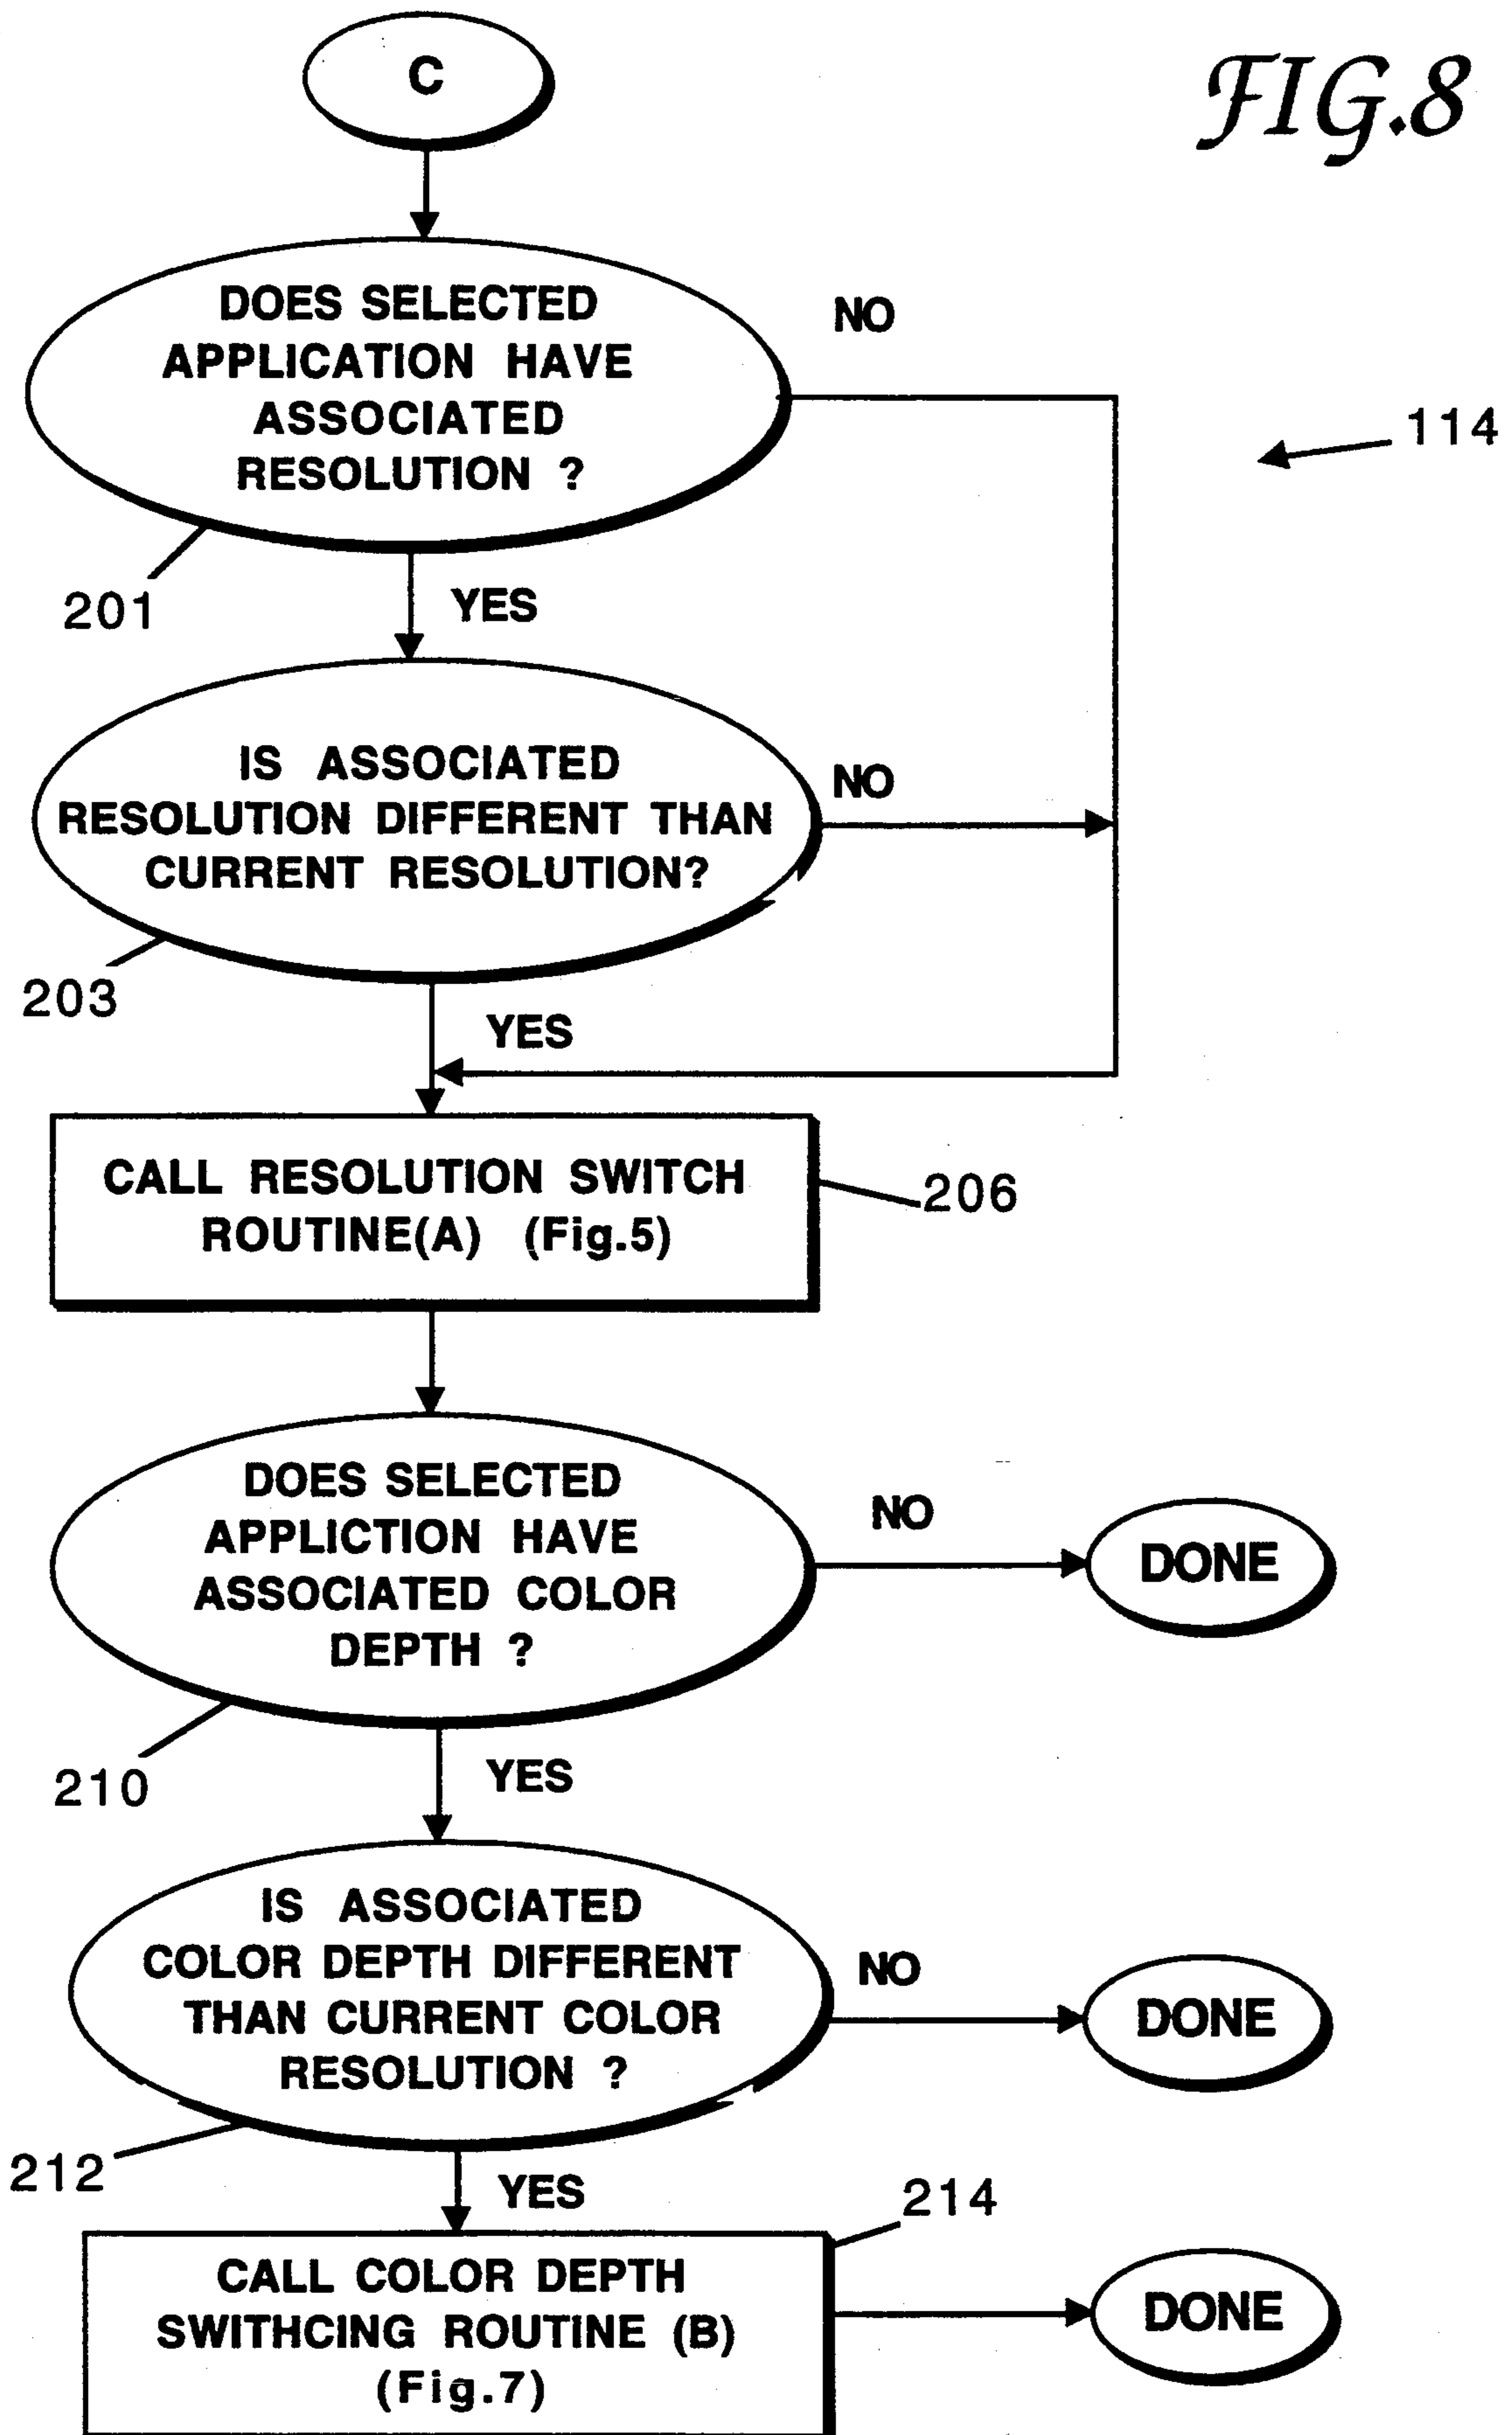 C
FIG.8
DOES SELECTED
APPLICATION HAVE
ASSOCIATED
RESOLUTION ?
NO
114
201
YES
IS ASSOCIATED
RESOLUTION DIFFERENT THAN
CURRENT RESOLUTION?
NO
203
YES
CALL RESOLUTION SWITCH
ROUTINE(A) (Fig.5)
206
DOES SELECTED
APPLICTION HAVE
ASSOCIATED COLOR
DEPTH ?
NO
DONE
210
YES
IS ASSOCIATED
COLOR DEPTH DIFFERENT
THAN CURRENT COLOR
RESOLUTION ?
NO
DONE
212
YES
214
CALL COLOR DEPTH
SWITHCING ROUTINE (B)
(Fig.7)
DONE